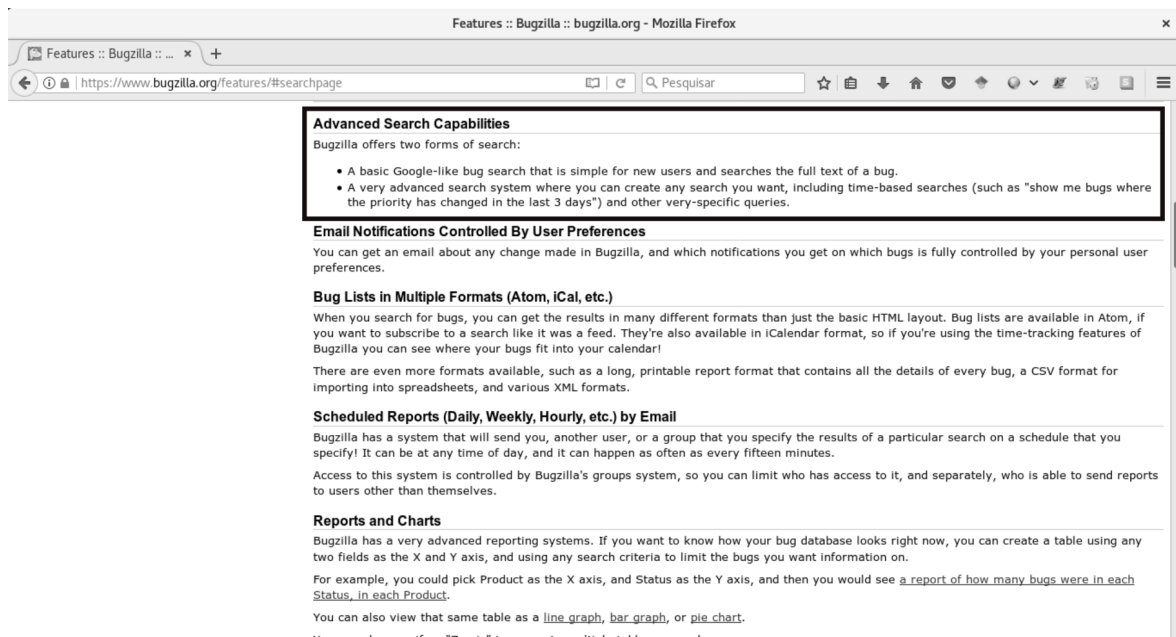 Features :: Bugzilla :: bugzilla.org - Mozilla Firefox
Features :: Bugzilla :: ...
https://www.bugzilla.org/features/#searchpage
Pesquisar
Advanced Search Capabilities
Bugzilla offers two forms of search:
• A basic Google-like bug search that is simple for new users and searches the full text of a bug.
• A very advanced search system where you can create any search you want, including time-based searches (such as "show me bugs where
the priority has changed in the last 3 days") and other very-specific queries.
Email Notifications Controlled By User Preferences
You can get an email about any change made in Bugzilla, and which notifications you get on which bugs is fully controlled by your personal user
preferences.
Bug Lists in Multiple Formats (Atom, iCal, etc.)
When you search for bugs, you can get the results in many different formats than just the basic HTML layout. Bug lists are available in Atom, if
you want to subscribe to a search like it was a feed. They're also available in iCalendar format, so if you're using the time-tracking features of
Bugzilla you can see where your bugs fit into your calendar!
There are even more formats available, such as a long, printable report format that contains all the details of every bug, a CSV format for
importing into spreadsheets, and various XML formats.
Scheduled Reports (Daily, Weekly, Hourly, etc.) by Email
Bugzilla has a system that will send you, another user, or a group that you specify the results of a particular search on a schedule that you
specify! It can be at any time of day, and it can happen as often as every fifteen minutes.
Access to this system is controlled by Bugzilla's groups system, so you can limit who has access to it, and separately, who is able to send reports
to users other than themselves.
Reports and Charts
Bugzilla has a very advanced reporting systems. If you want to know how your bug database looks right now, you can create a table using any
two fields as the X and Y axis, and using any search criteria to limit the bugs you want information on.
For example, you could pick Product as the X axis, and Status as the Y axis, and then you would see a report of how many bugs were in each
Status, in each Product.
You can also view that same table as a line graph, bar graph, or pie chart.